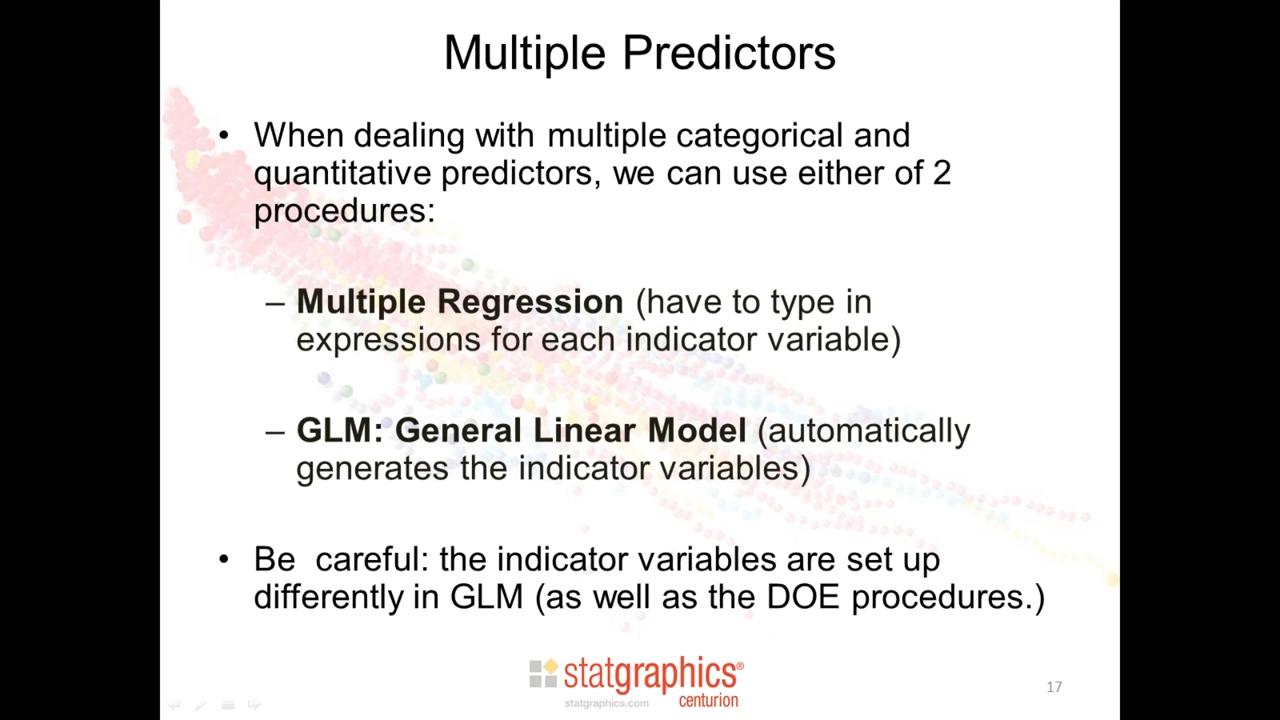 Multiple Predictors
• When dealing with multiple categorical and
quantitative predictors, we can use either of 2
procedures:
– Multiple Regression (have to type in
expressions for each indicator variable)
– GLM: General Linear Model (automatically
generates the indicator variables)
• Be  careful: the indicator variables are set up
differently in GLM (as well as the DOE procedures.)
statgraphics®
centurion
statgraphics.com
17